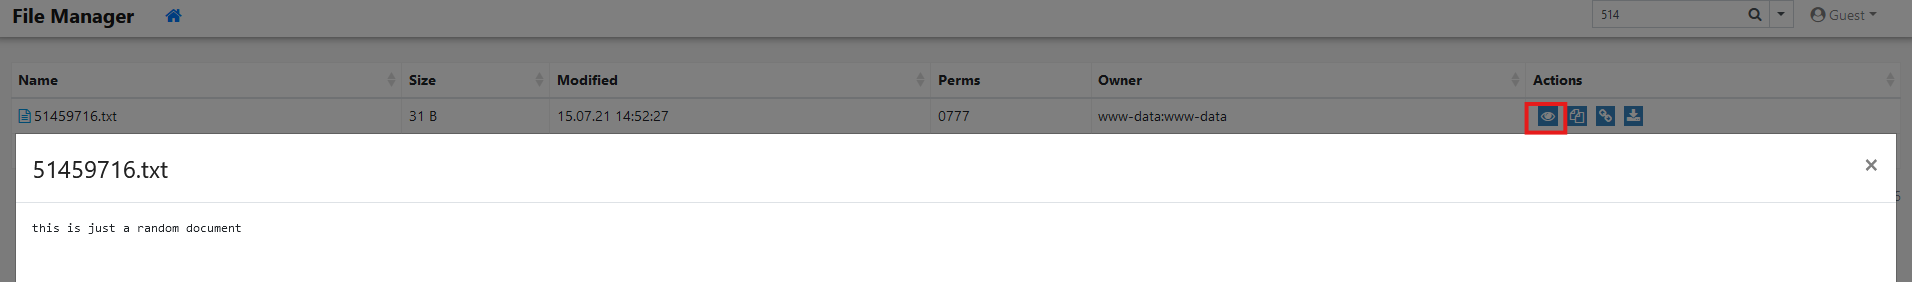 File Manager
514
Guest
Name Size Modified Perms Owner Actions
51459716.txt 31 B 15.07.21 14:52:27 0777 www-data:www-data
51459716.txt
×
this is just a random document